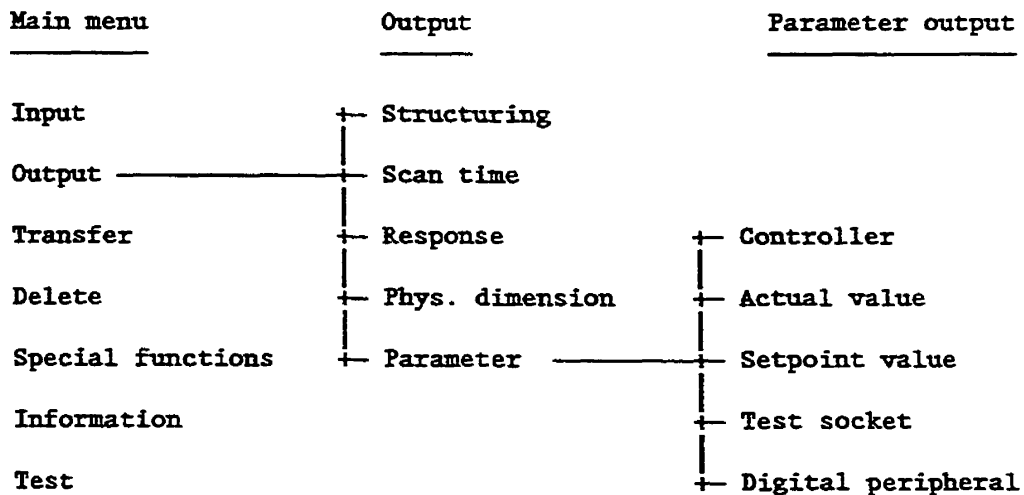 Main menu Output Parameter output
Input Structuring
Output Scan time
Transfer Response Controller
Delete Phys. dimension Actual value
Special functions Parameter Setpoint value
Information Test socket
Test Digital peripheral